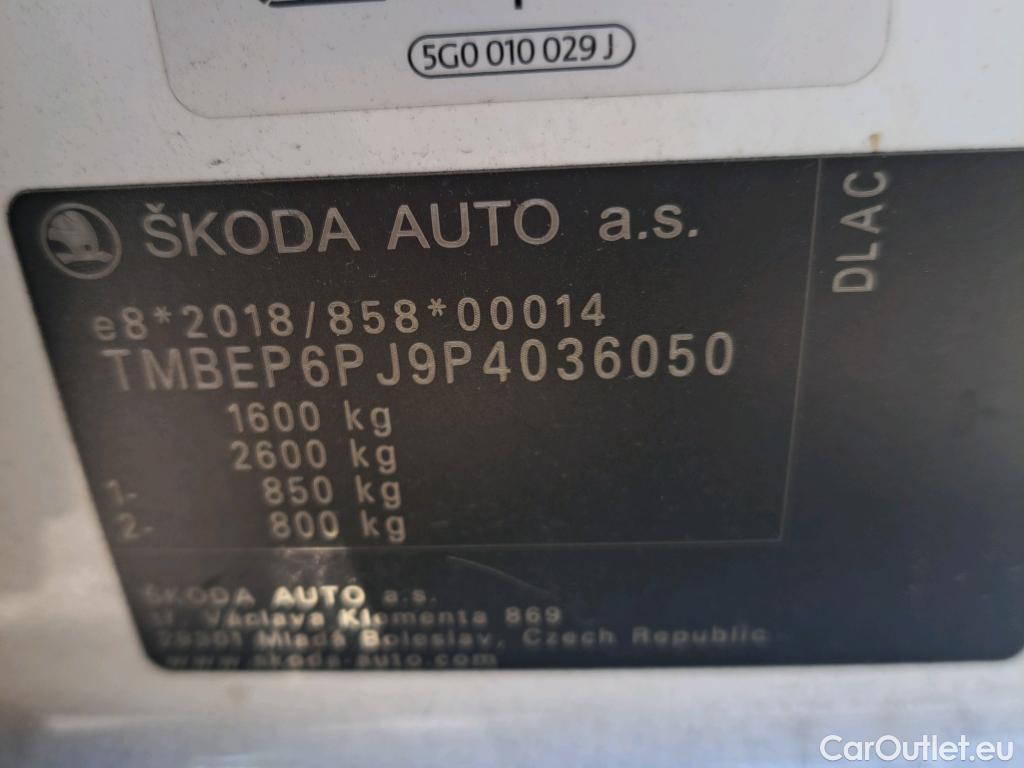 5G0 010 029 J
ŠKODA AUTO a.s.
DLAC
e8*2018/858*00014
TMBEP6PJ9P4036050
1600 kg
2600 kg
1- 850 kg
2- 800 kg
ŠKODA AUTO a.s.
tř. Václava Klementa 869
29301 Mladá Boleslav, Czech Republic
www.skoda-auto.com
CarOutlet.eu